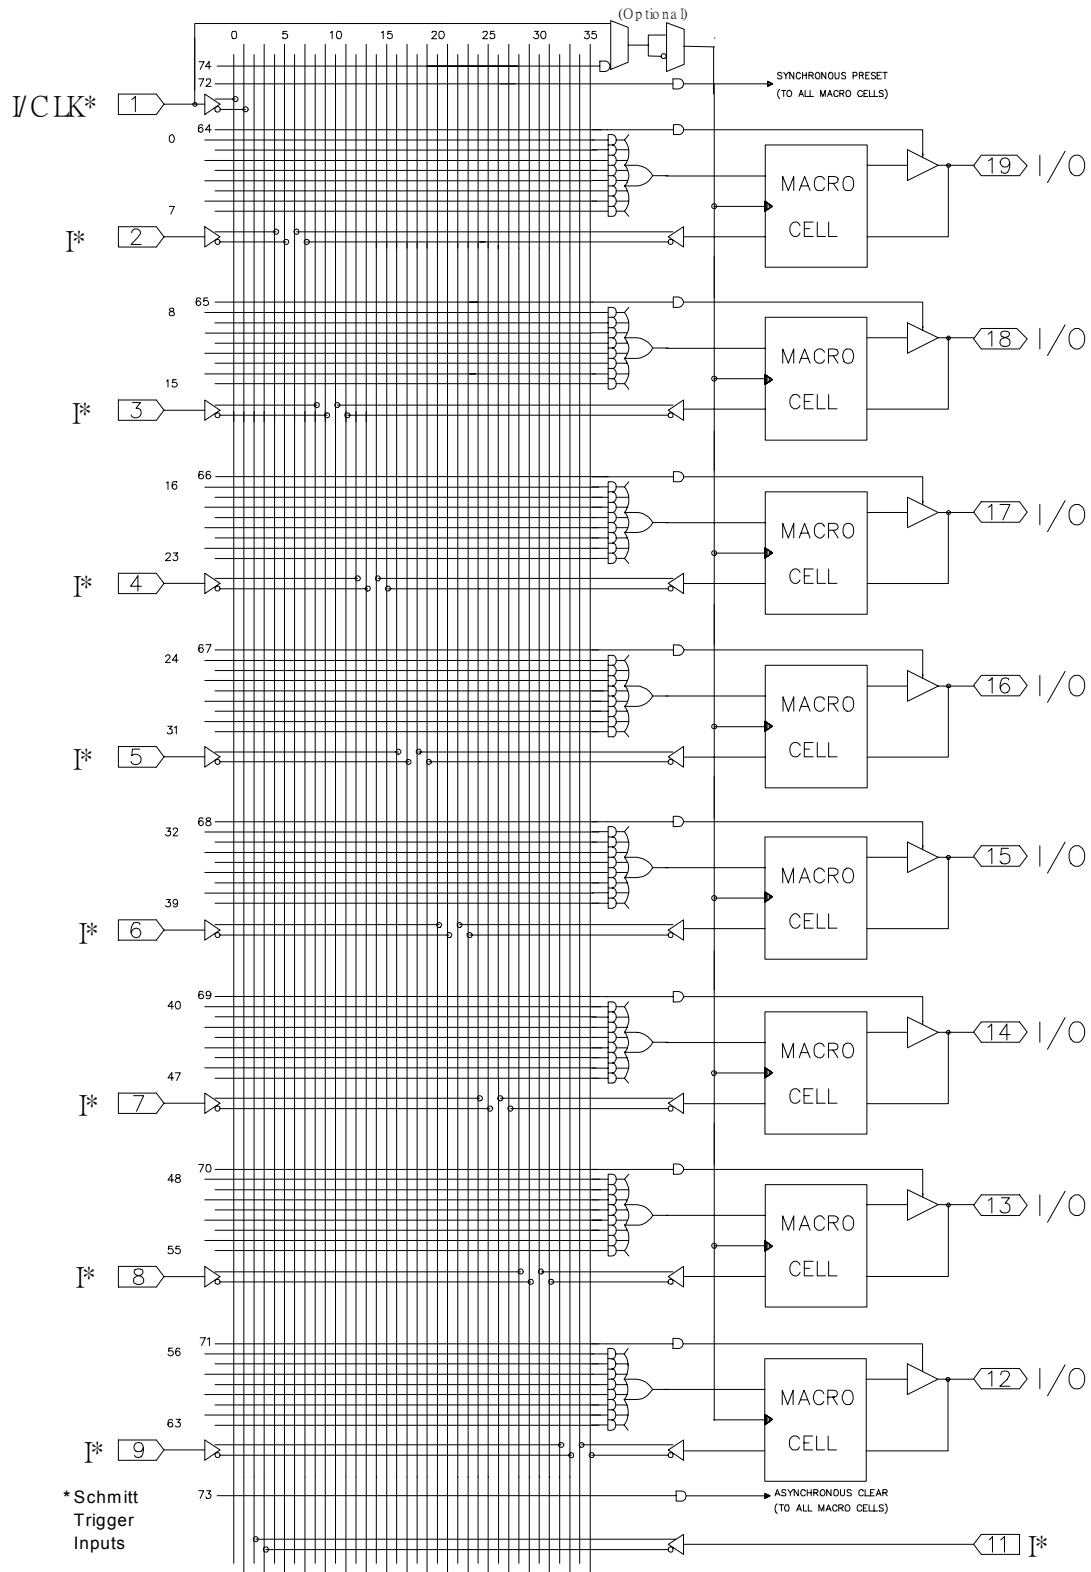 (Optional)
0 5 10 15 20 25 30 35
74
72
SYNCHRONOUS PRESET
(TO ALL MACRO CELLS)
I/CLK* 1
64
0
MACRO
CELL
19 I/O
7
I* 2
65
8
MACRO
CELL
18 I/O
15
I* 3
66
16
MACRO
CELL
17 I/O
23
I* 4
67
24
MACRO
CELL
16 I/O
31
I* 5
68
32
MACRO
CELL
15 I/O
39
I* 6
69
40
MACRO
CELL
14 I/O
47
I* 7
70
48
MACRO
CELL
13 I/O
55
I* 8
71
56
MACRO
CELL
12 I/O
63
I* 9
73
ASYNCHRONOUS CLEAR
(TO ALL MACRO CELLS)
* Schmitt
Trigger
Inputs
11 I*